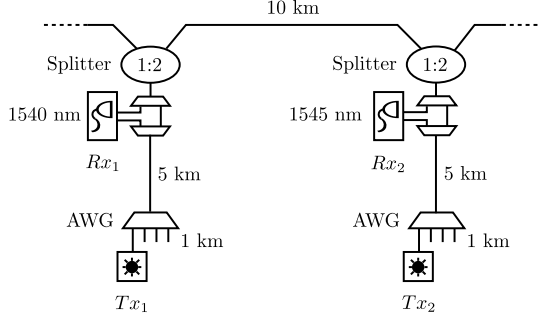 10 km
Splitter
1:2
Splitter
1:2
1540 nm
1545 nm
Rx₁
Rx₂
5 km
5 km
AWG
1 km
AWG
1 km
Tx₁
Tx₂